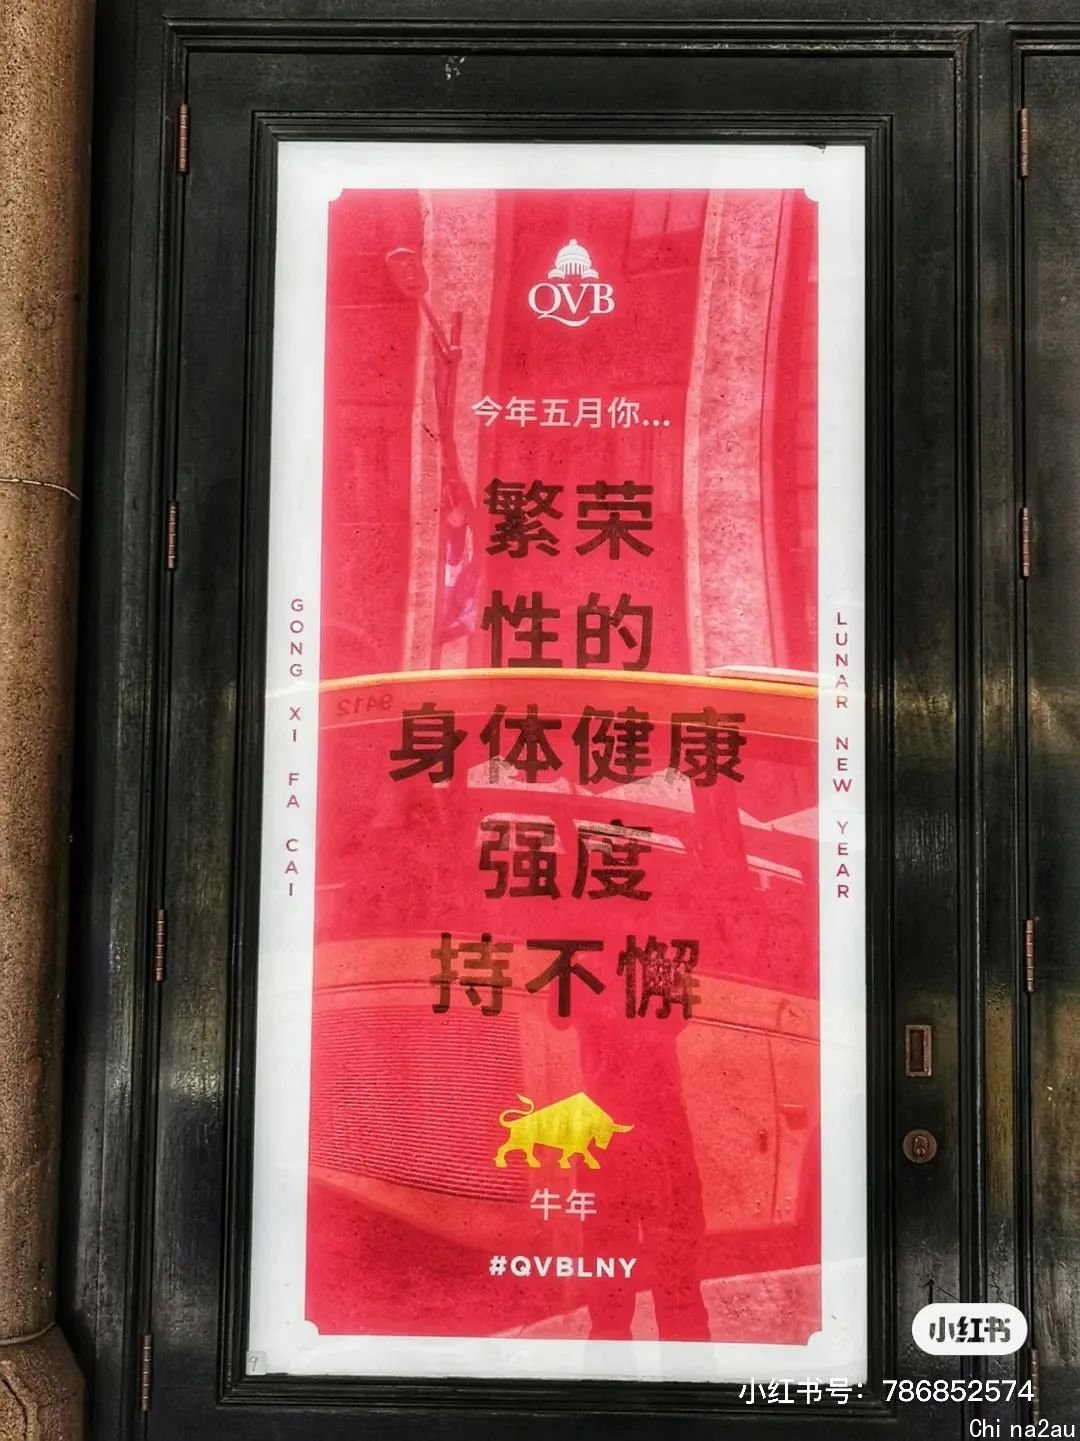 QVB
今年五月你...
繁荣
性的
身体健康
强度
持不懈
GONG XI FA CAI
LUNAR NEW YEAR
9412
牛年
#QVBLNY
9
小红书
小红书号：786852574
Chi na2au